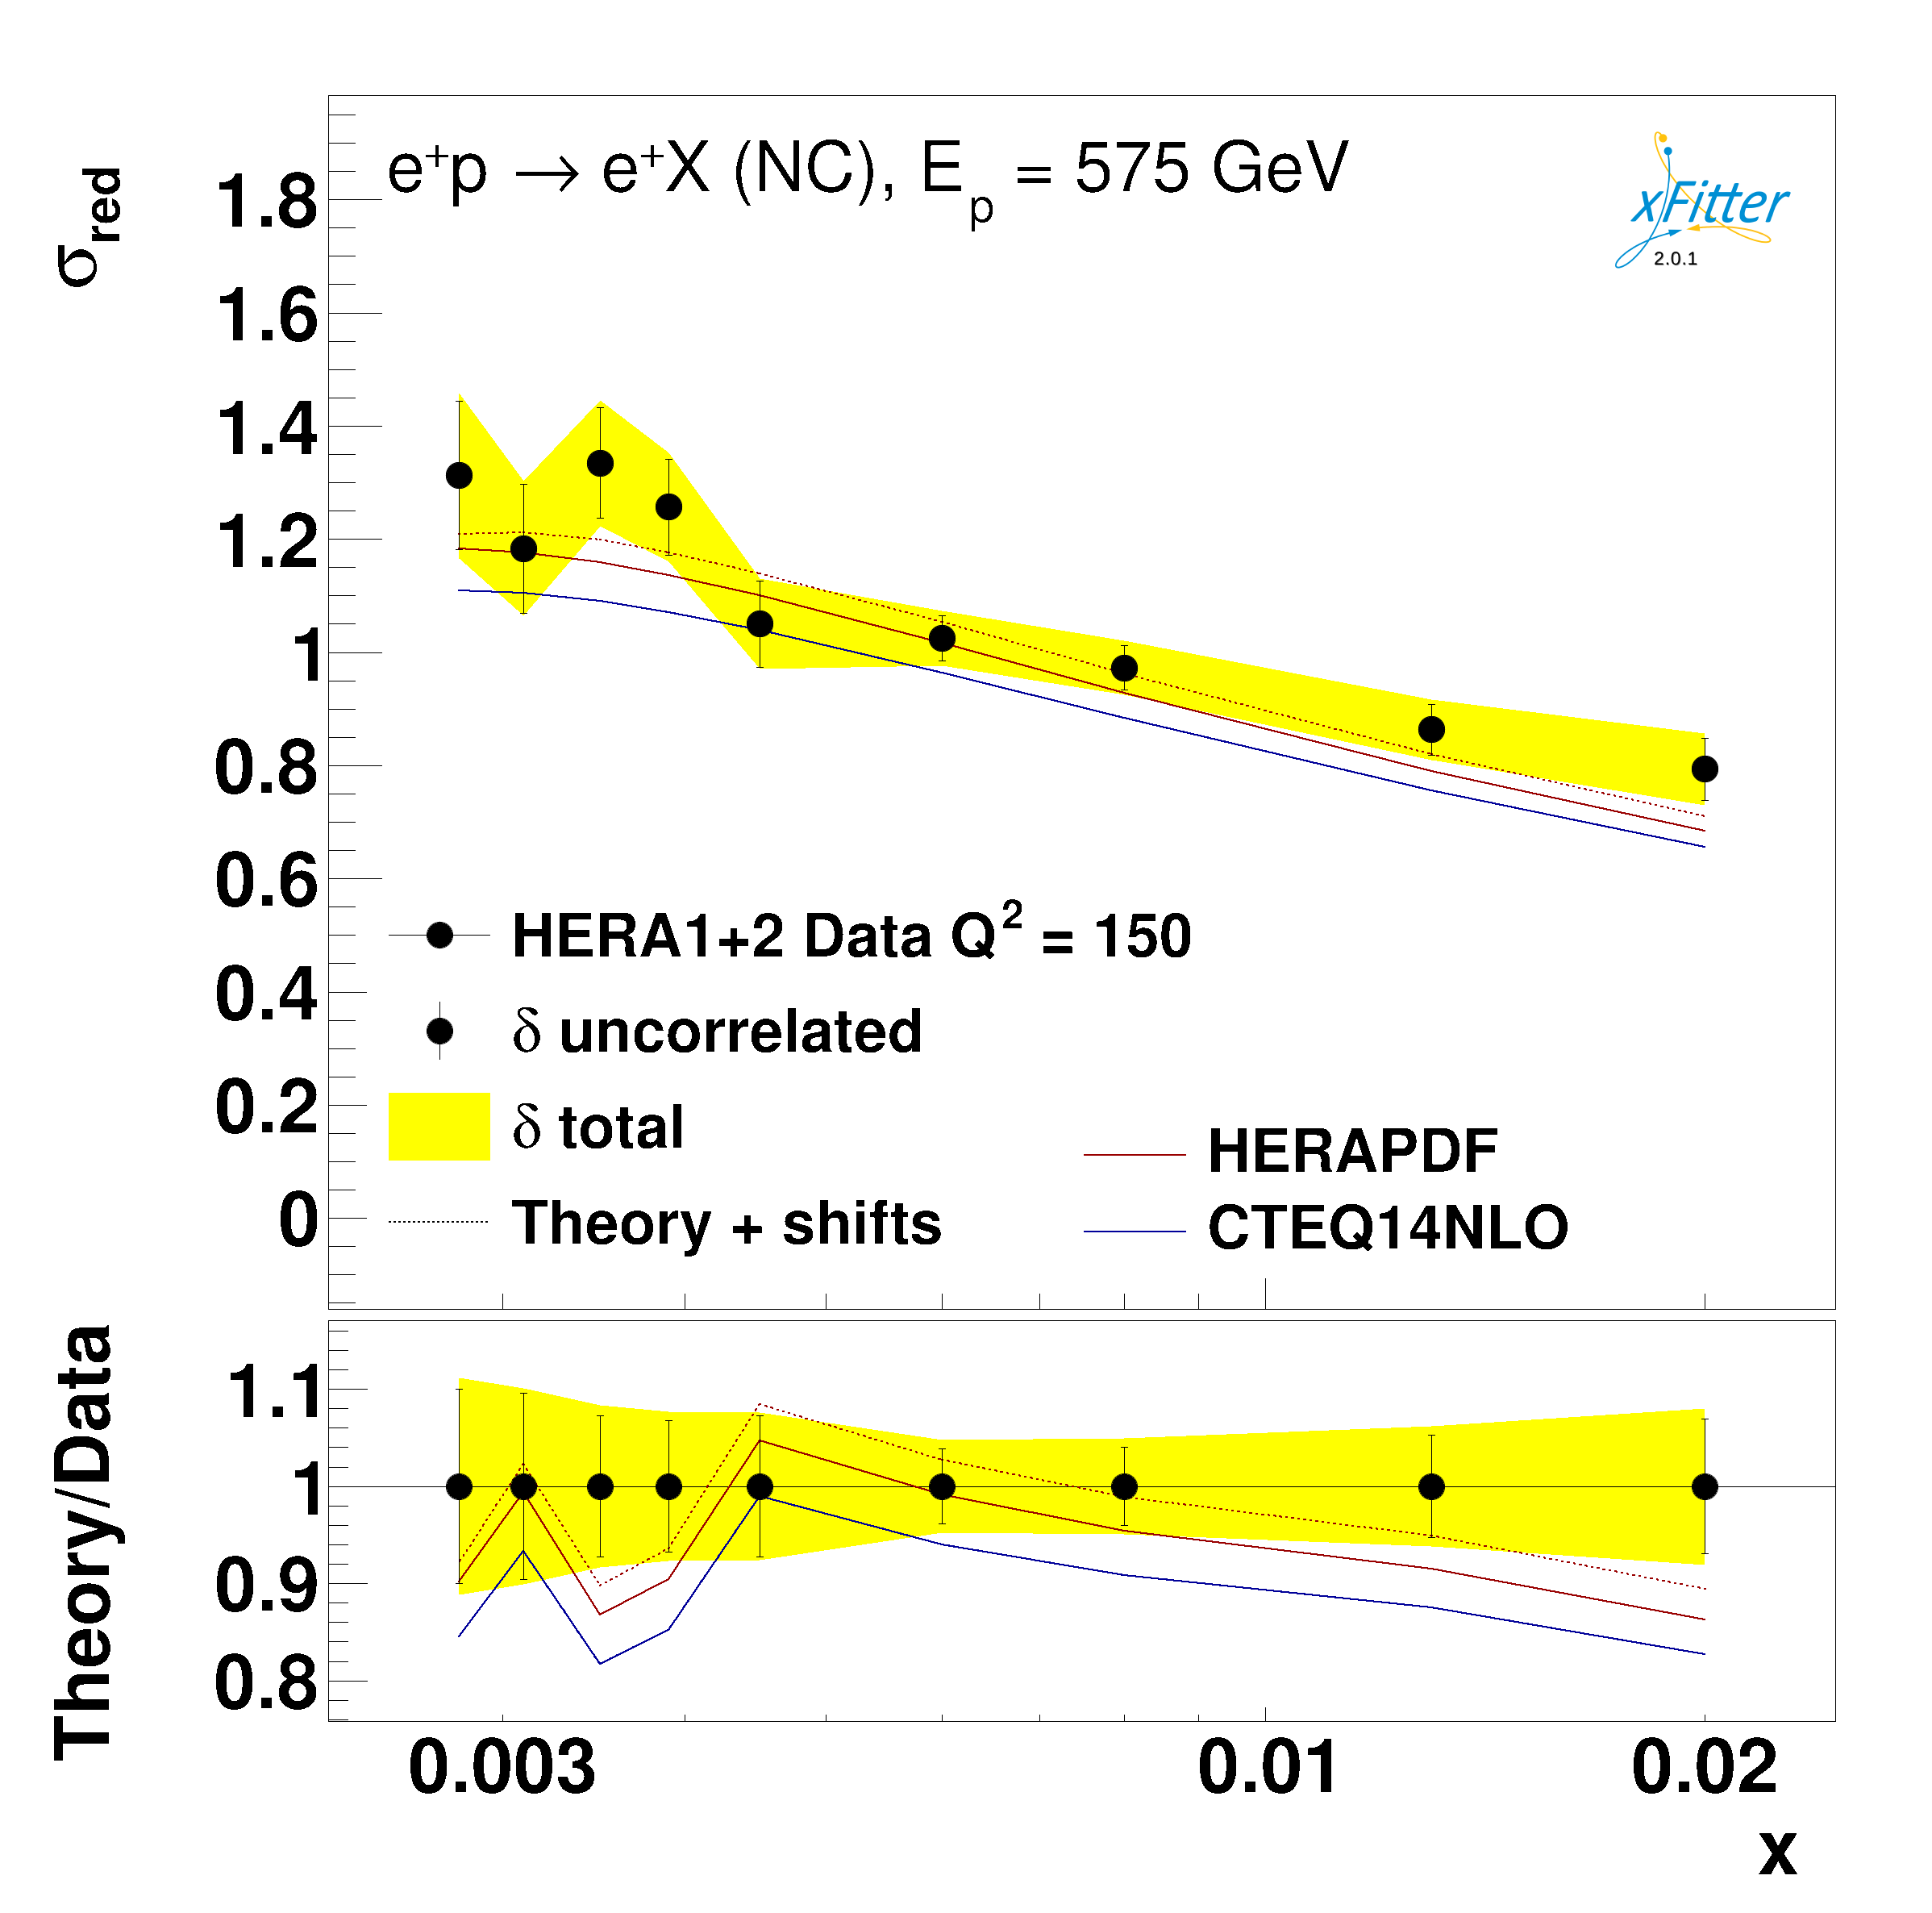 e⁺p → e⁺X (NC), E_p = 575 GeV
xFitter
2.0.1
σ_red
1.8
1.6
1.4
1.2
1
0.8
0.6
0.4
0.2
0
HERA1+2 Data Q² = 150
δ uncorrelated
δ total
Theory + shifts
HERAPDF
CTEQ14NLO
Theory/Data
1.1
1
0.9
0.8
0.003 0.01 0.02
x